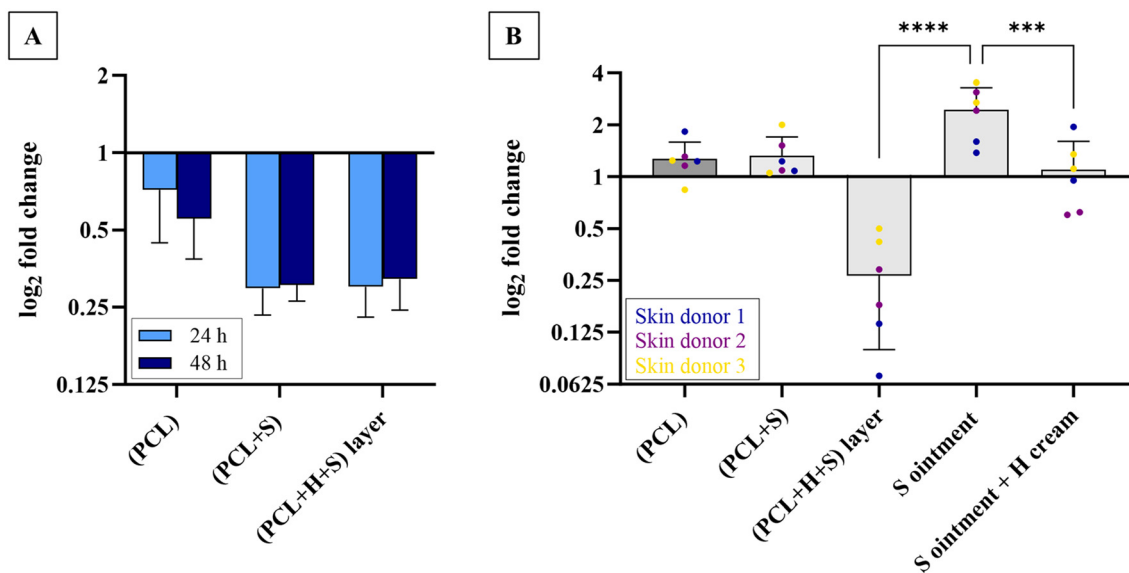 A
log2 fold change
2
1
0.5
0.25
0.125
24 h
48 h
(PCL)
(PCL+S)
(PCL+H+S) layer
B
log2 fold change
4
2
1
0.5
0.25
0.125
0.0625
****
***
Skin donor 1
Skin donor 2
Skin donor 3
(PCL)
(PCL+S)
(PCL+H+S) layer
S ointment
S ointment + H cream